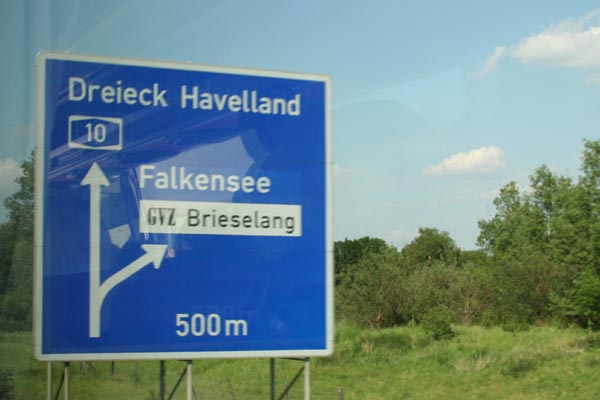 Dreieck Havelland
10
Falkensee
GVZ Brieselang
500m